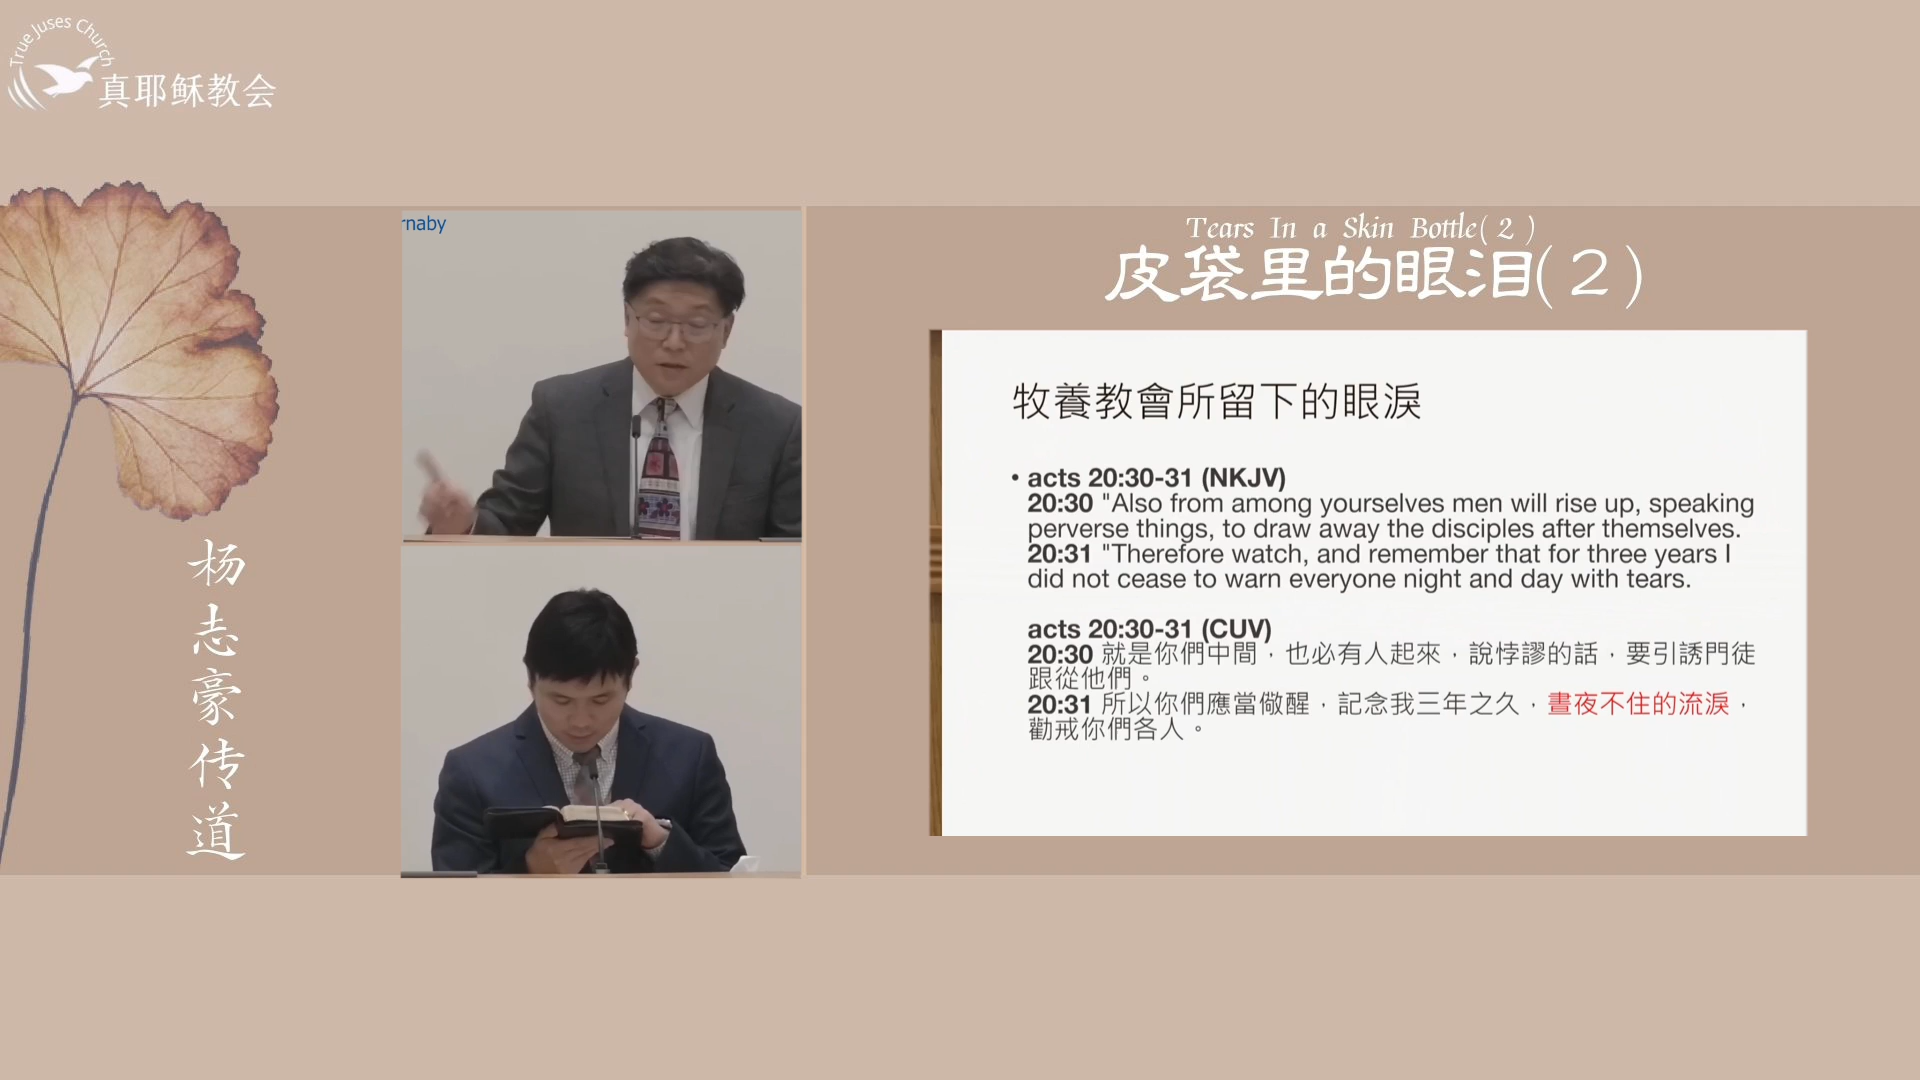 True Juses Church
真耶稣教会
rnaby
Tears In a Skin Bottle( 2 )
皮袋里的眼泪( 2 )
杨志豪传道
牧養教會所留下的眼淚
• acts 20:30-31 (NKJV)
20:30 "Also from among yourselves men will rise up, speaking
perverse things, to draw away the disciples after themselves.
20:31 "Therefore watch, and remember that for three years I
did not cease to warn everyone night and day with tears.
acts 20:30-31 (CUV)
20:30 就是你們中間，也必有人起來，說悖謬的話，要引誘門徒
跟從他們。
20:31 所以你們應當儆醒，記念我三年之久，晝夜不住的流淚，
勸戒你們各人。